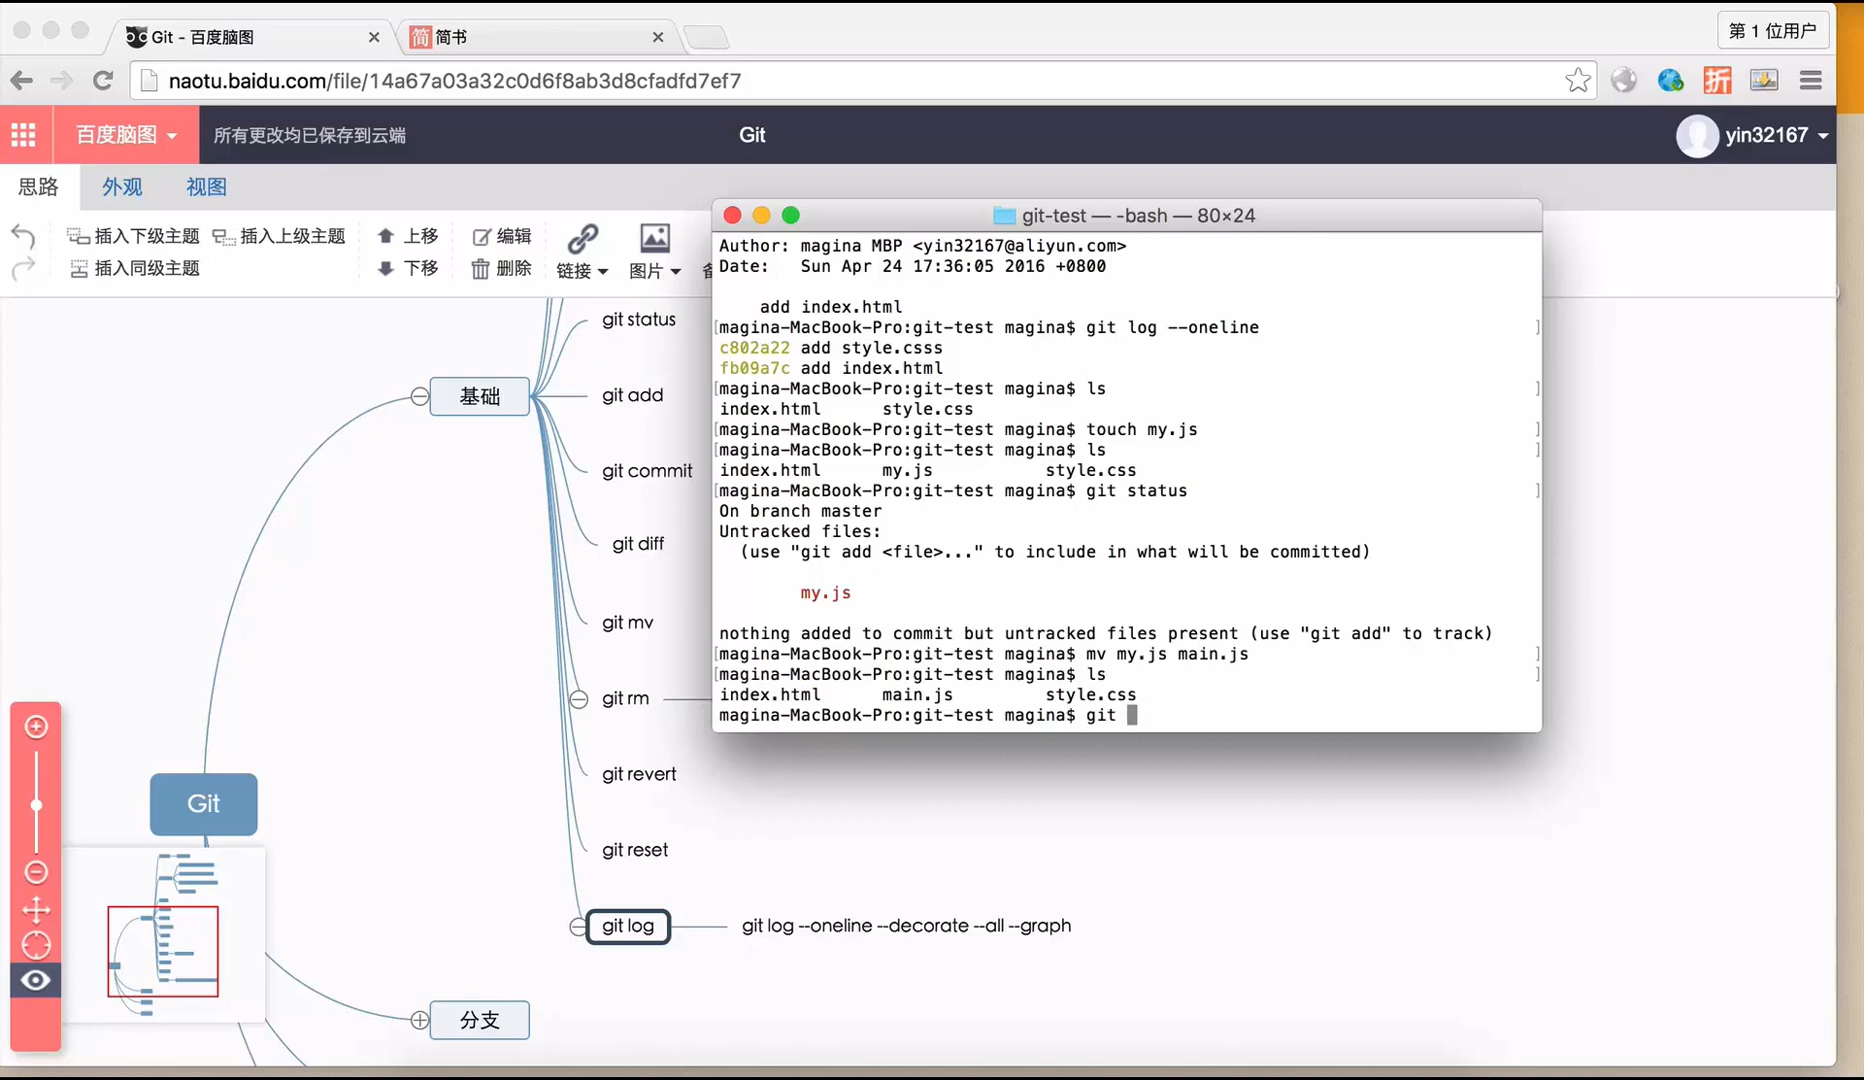 Git - 百度脑图
简 简书
第 1 位用户
naotu.baidu.com/file/14a67a03a32c0d6f8ab3d8cfadfd7ef7
折
百度脑图
所有更改均已保存到云端
Git
yin32167
思路 外观 视图
插入下级主题 插入上级主题 上移 编辑
插入同级主题 下移 删除 链接 图片
git status
基础
git add
git commit
git diff
git mv
git rm
git revert
Git
git reset
git log
git log --oneline --decorate --all --graph
分支
git-test — -bash — 80×24
Author: magina MBP <yin32167@aliyun.com>
Date:   Sun Apr 24 17:36:05 2016 +0800
add index.html
[magina-MacBook-Pro:git-test magina$ git log --oneline ]
c802a22 add style.csss
fb09a7c add index.html
[magina-MacBook-Pro:git-test magina$ ls ]
index.html      style.css
[magina-MacBook-Pro:git-test magina$ touch my.js ]
[magina-MacBook-Pro:git-test magina$ ls ]
index.html      my.js           style.css
[magina-MacBook-Pro:git-test magina$ git status ]
On branch master
Untracked files:
(use "git add <file>..." to include in what will be committed)
my.js
nothing added to commit but untracked files present (use "git add" to track)
[magina-MacBook-Pro:git-test magina$ mv my.js main.js ]
[magina-MacBook-Pro:git-test magina$ ls ]
index.html      main.js         style.css
magina-MacBook-Pro:git-test magina$ git